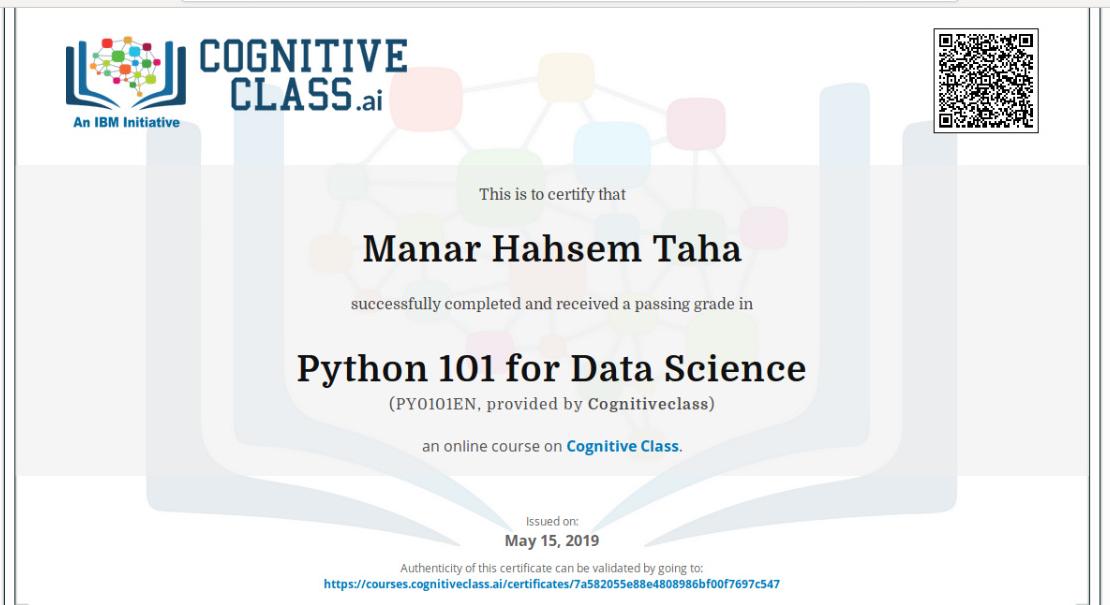 COGNITIVE
CLASS.ai
An IBM Initiative
This is to certify that
Manar Hahsem Taha
successfully completed and received a passing grade in
Python 101 for Data Science
(PY0101EN, provided by Cognitiveclass)
an online course on Cognitive Class.
Issued on:
May 15, 2019
Authenticity of this certificate can be validated by going to:
https://courses.cognitiveclass.ai/certificates/7a582055e88e4808986bf00f7697c547